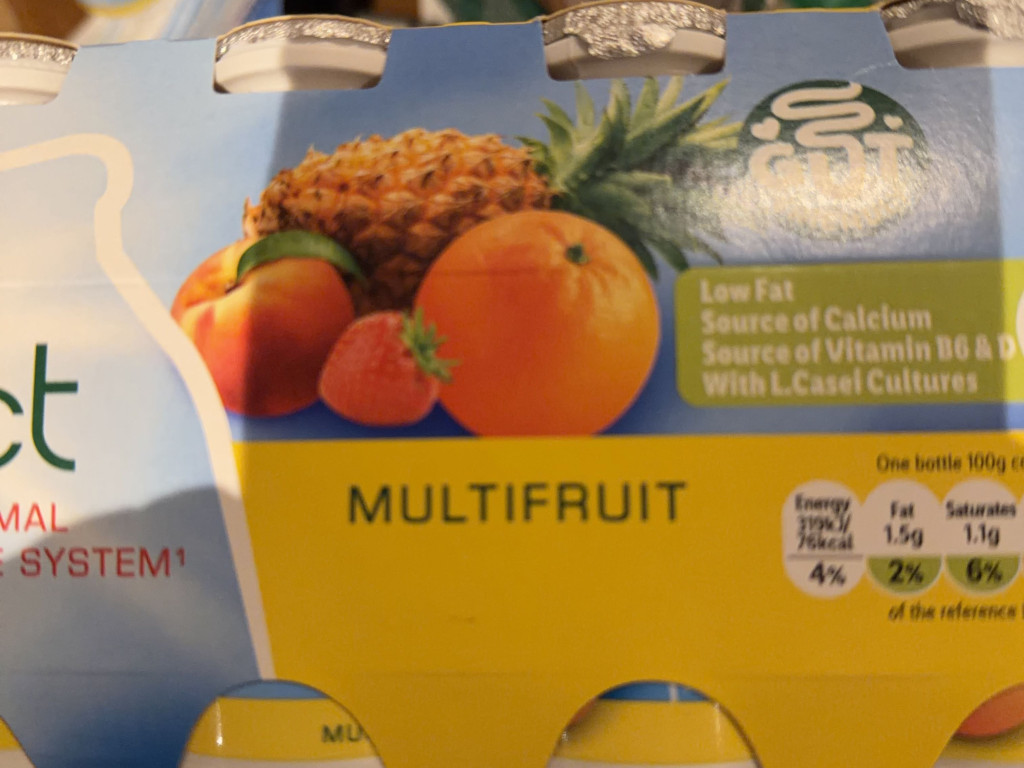 GUT
Low Fat
Source of Calcium
Source of Vitamin B6 & D
With L.Casei Cultures
ct
MAL
E SYSTEM¹
MULTIFRUIT
One bottle 100g
Energy
319kJ/
76kcal
4%
Fat
1.5g
2%
Saturates
1.1g
6%
of the reference
MU